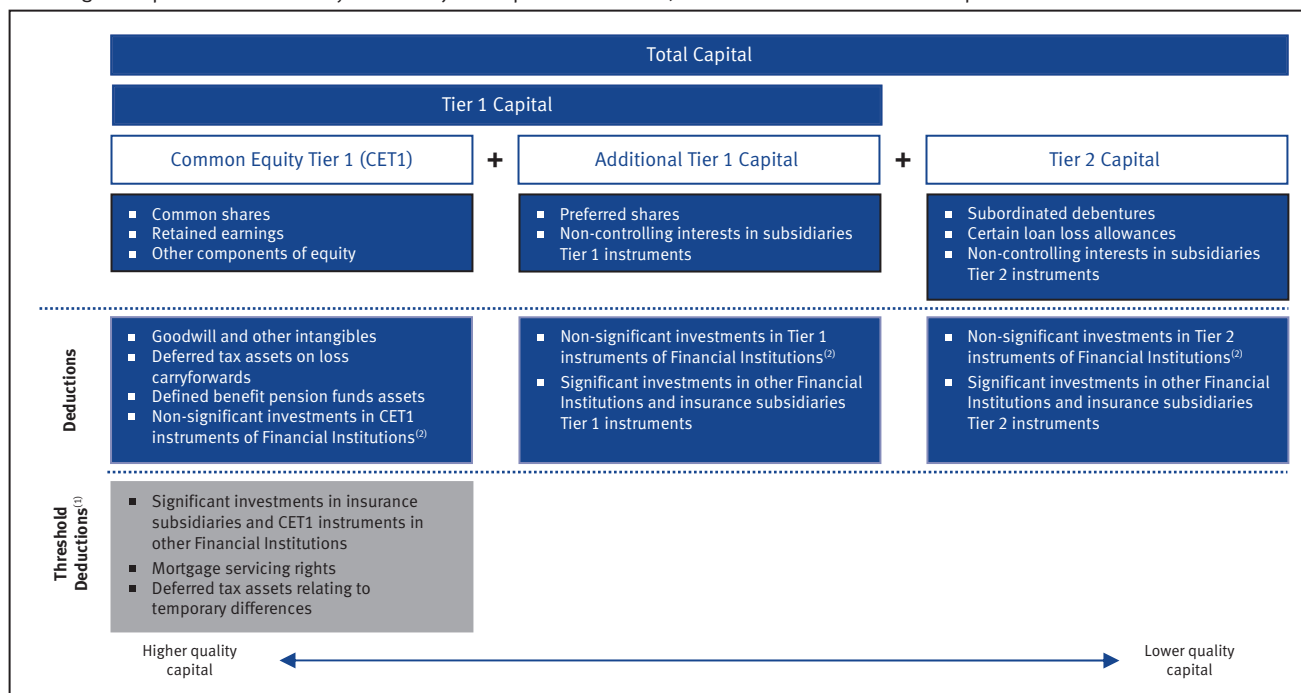 Total Capital
Tier 1 Capital
Common Equity Tier 1 (CET1)
+
Additional Tier 1 Capital
+
Tier 2 Capital
▪ Common shares
▪ Retained earnings
▪ Other components of equity
▪ Preferred shares
▪ Non-controlling interests in subsidiaries
Tier 1 instruments
▪ Subordinated debentures
▪ Certain loan loss allowances
▪ Non-controlling interests in subsidiaries
Tier 2 instruments
Deductions
▪ Goodwill and other intangibles
▪ Deferred tax assets on loss
carryforwards
▪ Defined benefit pension funds assets
▪ Non-significant investments in CET1
instruments of Financial Institutions(2)
▪ Non-significant investments in Tier 1
instruments of Financial Institutions(2)
▪ Significant investments in other Financial
Institutions and insurance subsidiaries
Tier 1 instruments
▪ Non-significant investments in Tier 2
instruments of Financial Institutions(2)
▪ Significant investments in other Financial
Institutions and insurance subsidiaries
Tier 2 instruments
Threshold
Deductions(1)
▪ Significant investments in insurance
subsidiaries and CET1 instruments in
other Financial Institutions
▪ Mortgage servicing rights
▪ Deferred tax assets relating to
temporary differences
Higher quality
capital
Lower quality
capital